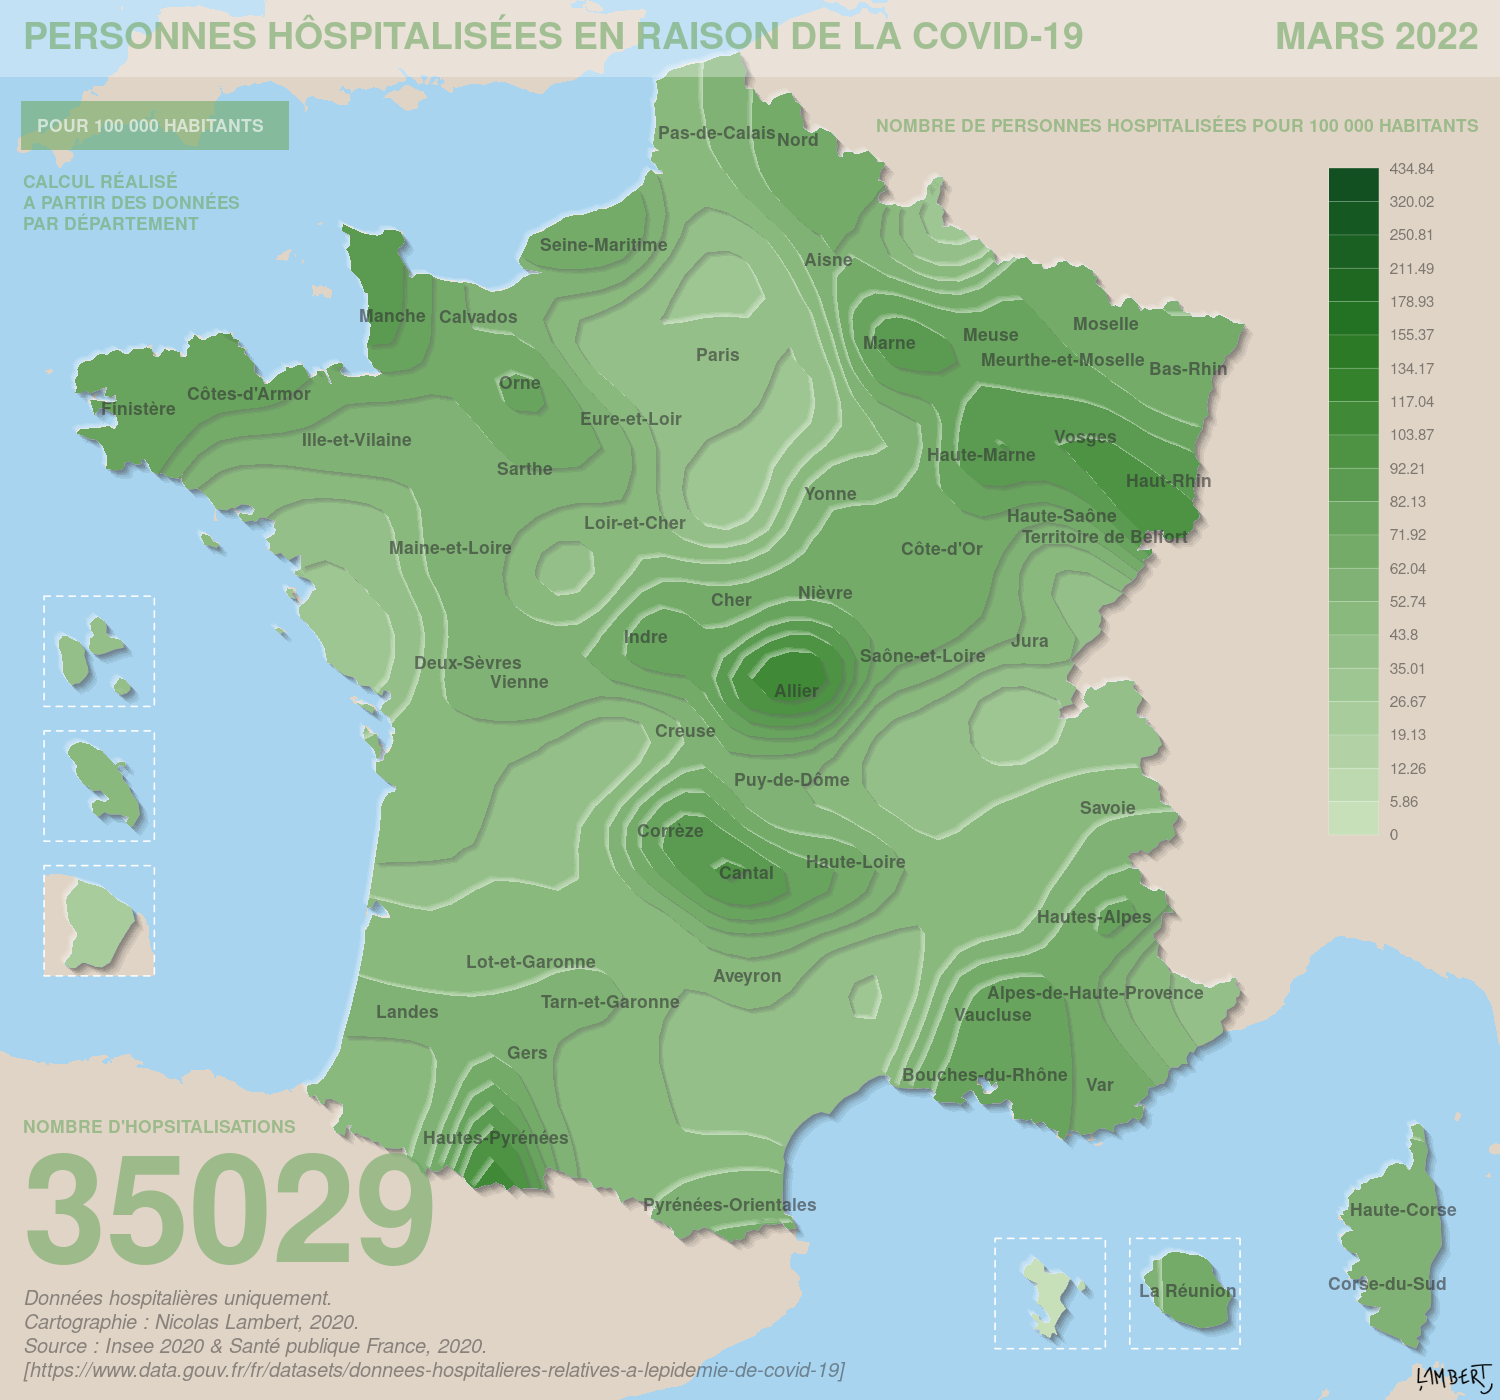 PERSONNES HÔSPITALISÉES EN RAISON DE LA COVID-19
MARS 2022
POUR 100 000 HABITANTS
CALCUL RÉALISÉ
A PARTIR DES DONNÉES
PAR DÉPARTEMENT
NOMBRE DE PERSONNES HOSPITALISÉES POUR 100 000 HABITANTS
434.84
320.02
250.81
211.49
178.93
155.37
134.17
117.04
103.87
92.21
82.13
71.92
62.04
52.74
43.8
35.01
26.67
19.13
12.26
5.86
0
Pas-de-Calais
Nord
Seine-Maritime
Aisne
Manche
Calvados
Moselle
Meuse
Marne
Paris
Meurthe-et-Moselle
Bas-Rhin
Orne
Côtes-d'Armor
Finistère
Eure-et-Loir
Ille-et-Vilaine
Vosges
Haute-Marne
Sarthe
Haut-Rhin
Yonne
Loir-et-Cher
Haute-Saône
Territoire de Belfort
Maine-et-Loire
Côte-d'Or
Nièvre
Cher
Indre
Jura
Saône-et-Loire
Deux-Sèvres
Vienne
Allier
Creuse
Puy-de-Dôme
Savoie
Corrèze
Haute-Loire
Cantal
Hautes-Alpes
Lot-et-Garonne
Aveyron
Alpes-de-Haute-Provence
Tarn-et-Garonne
Landes
Vaucluse
Gers
Bouches-du-Rhône
Var
Hautes-Pyrénées
Pyrénées-Orientales
Haute-Corse
Corse-du-Sud
La Réunion
NOMBRE D'HOPSITALISATIONS
35029
Données hospitalières uniquement.
Cartographie : Nicolas Lambert, 2020.
Source : Insee 2020 & Santé publique France, 2020.
[https://www.data.gouv.fr/fr/datasets/donnees-hospitalieres-relatives-a-lepidemie-de-covid-19]
LAMBERT